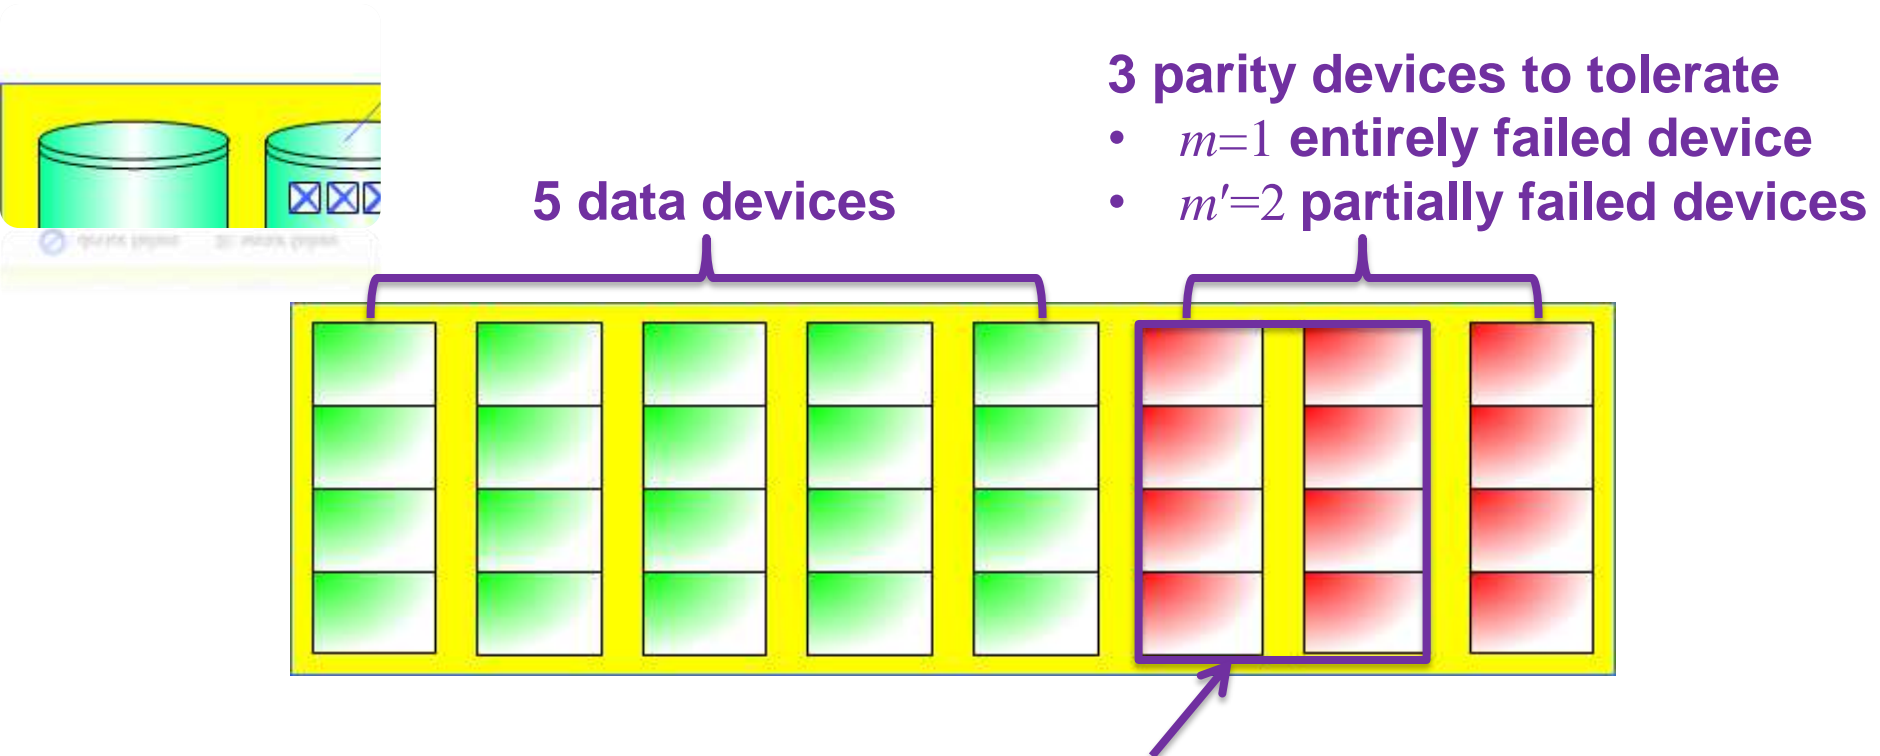 3 parity devices to tolerate
• m=1 entirely failed device
• m'=2 partially failed devices
5 data devices